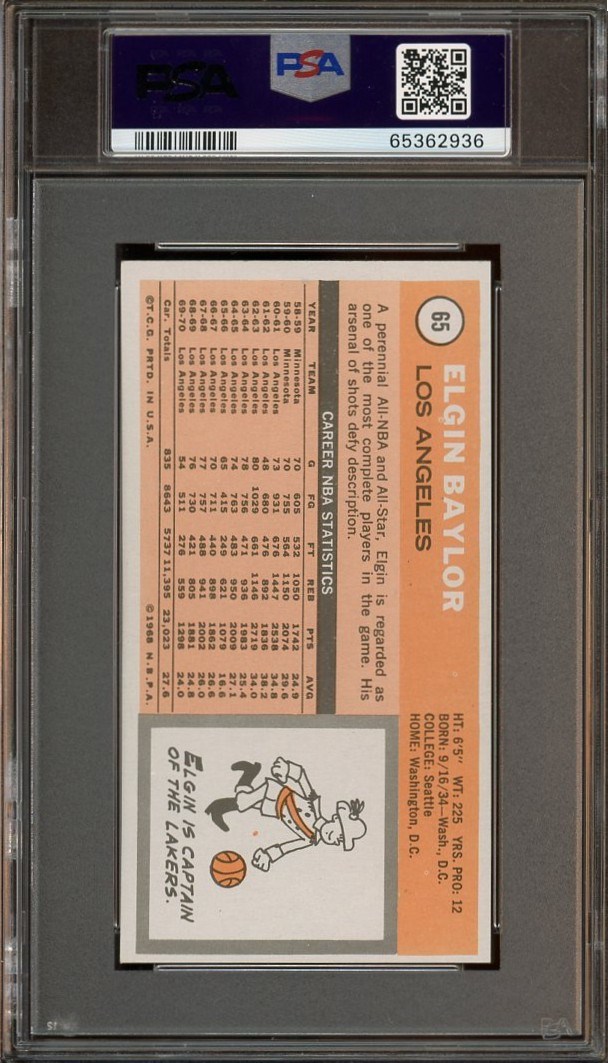 PSA
PSA
65362936
65
ELGIN BAYLOR
LOS ANGELES
HT: 6'5" WT: 225 YRS. PRO: 12
BORN: 9/16/34—Wash., D.C.
COLLEGE: Seattle
HOME: Washington, D.C.
A perennial All-NBA and All-Star, Elgin is regarded as
one of the most complete players in the game. His
arsenal of shots defy description.
CAREER NBA STATISTICS
YEAR TEAM G FG FT REB PTS AVG
58-59 Minnesota 70 605 532 1050 1742 24.9
59-60 Minnesota 70 755 564 1150 2074 29.6
60-61 Los Angeles 73 931 676 1447 2538 34.8
61-62 Los Angeles 48 680 476 892 1836 38.2
62-63 Los Angeles 80 1029 661 1146 2719 34.0
63-64 Los Angeles 78 756 471 936 1983 25.4
64-65 Los Angeles 74 763 483 950 2009 27.1
65-66 Los Angeles 65 415 249 621 1079 16.6
66-67 Los Angeles 70 711 440 898 1862 26.6
67-68 Los Angeles 77 757 488 941 2002 26.0
68-69 Los Angeles 76 730 421 805 1881 24.0
69-70 Los Angeles 54 511 276 559 1298 24.0
Car. Totals 835 8643 5737 11,395 23,023 27.6
©T.C.G. PRTD. IN U.S.A. ©1968 N.B.P.A.
ELGIN IS CAPTAIN
OF THE LAKERS.